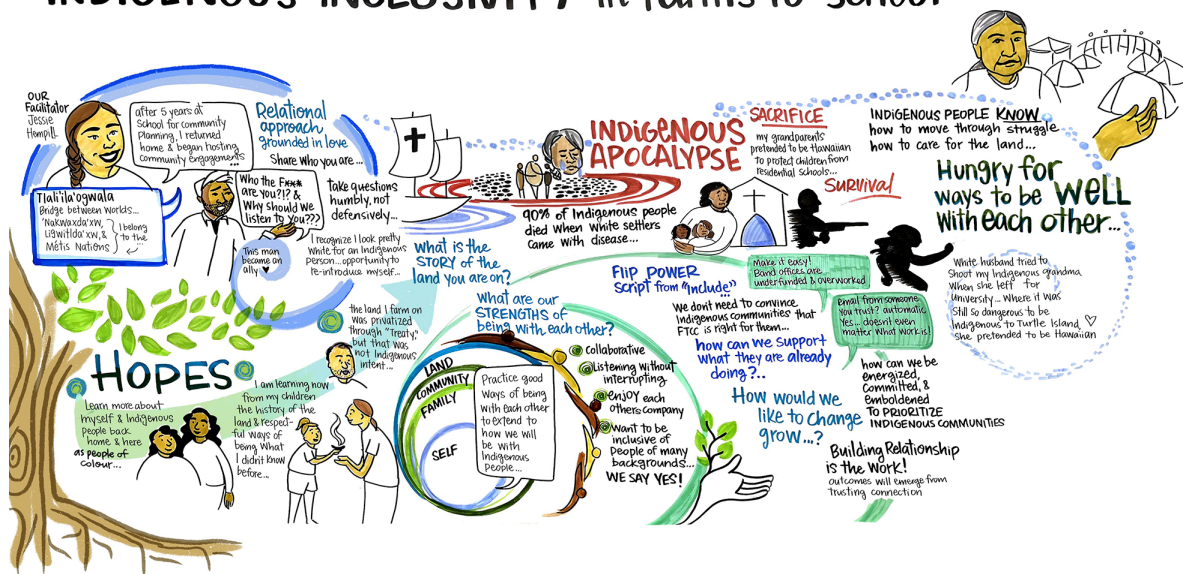 INDIGENOUS INCLUSIVITY in Farms to School
OUR
Facilitator
Jessie
Hemphill
after 5 years at
School for community
Planning, I returned
home & began hosting
Community engagements
...
Relational
approach
grounded in love
Share who you are...
Tlali'ila'ogwala
Bridge between Worlds...
'Nakwaxda'xw,
Ligwitlda'xw, &
Métis Nations
I belong
to the...
Who the F***
are you?!? &
Why should we
listen to you???
take questions
humbly, not
defensively...
This man
became an
ally ♥
I recognize I look pretty
White for an Indigenous
person... opportunity to
re-introduce myself...
INDIGENOUS
APOCALYPSE
90% of Indigenous people
died when white settlers
came with disease...
SACRIFICE
my grandparents
pretended to be Hawaiian
to protect children from
residential schools...
SURVIVAL
INDIGENOUS PEOPLE KNOW
how to move through struggle
how to care for the land...
Hungry for
ways to be WELL
With each other...
White husband tried to
Shoot my Indigenous grandma
When she left for
University... Where it was
Still so dangerous to be
Indigenous to Turtle Island, ♡
She pretended to be Hawaiian
What is the
STORY of the
land you are on?
the land I farm on
was privatized
through "Treaty,"
but that was
not Indigenous
intent...
What are our
STRENGTHS of
being with each other?
Flip POWER
Script from "include"
Make it easy!
Band offices are
underfunded & overworked
Email from someone
You trust? automatic
Yes... doesn't even
matter What work is!
We dont need to convince
Indigenous communities that
FTCC is right for them...
how can we support
what they are already
doing?..
how can we be
energized,
Committed, &
emboldened
TO PRIORITIZE
INDIGENOUS COMMUNITIES
How would we
like to change
grow...?
Building Relationship
is the work!
outcomes will emerge from
trusting connection
HOPES
Learn more about
myself & Indigenous
People back
home & here
as people of
colour...
I am learning how
from my children
the history of the
land & respect-
ful ways of
being What
I didn't know
before...
LAND
COMMUNITY
FAMILY
SELF
Practice good
Ways of being
with each other
to extend to
how we will
be with
Indigenous
People...
Collaborative
Listening without
interrupting
enjoy each
others company
Want to be
inclusive of
People of many
backgrounds...
WE SAY YES!